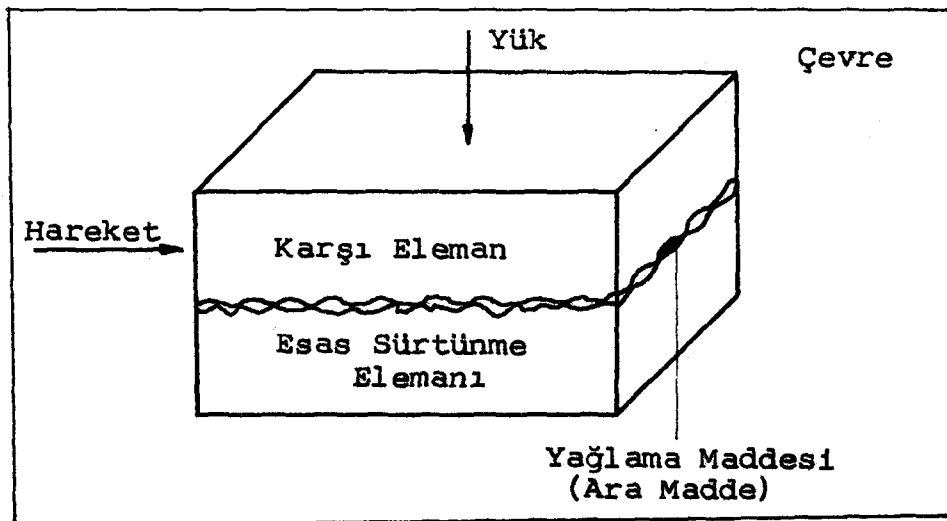 Yük
Çevre
Hareket
Karşı Eleman
Esas Sürtünme
Elemanı
Yağlama Maddesi
(Ara Madde)